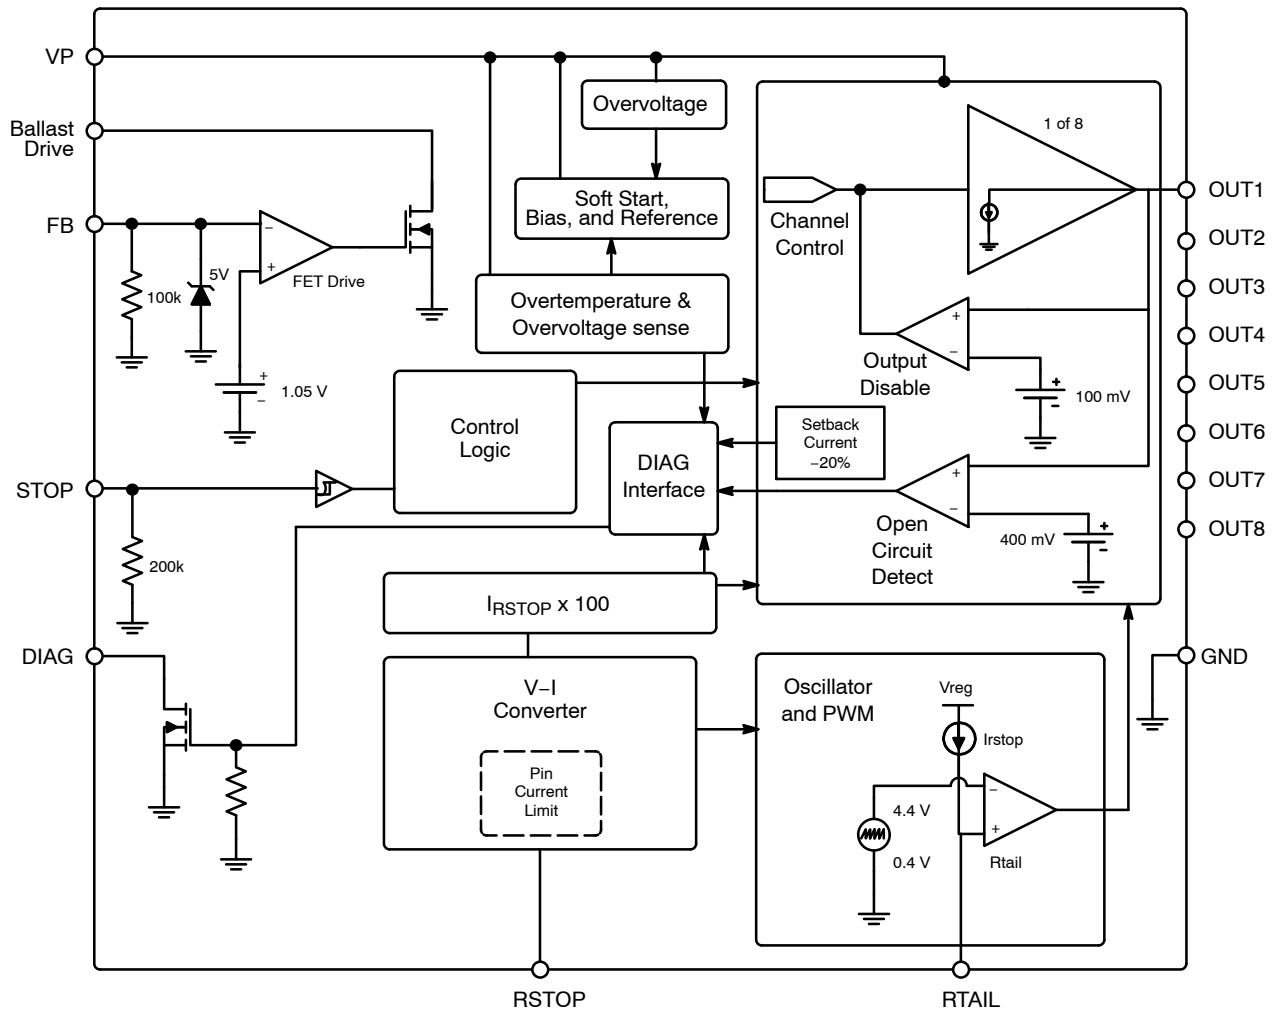 VP
Overvoltage
1 of 8
Ballast
Drive
Soft Start,
Bias, and Reference
Channel
Control
OUT1
FB
−
+
FET Drive
5V
100k
OUT2
Overtemperature &
Overvoltage sense
OUT3
+
−
OUT4
Output
Disable
+
−
1.05 V
+
−
100 mV
OUT5
Control
Logic
Setback
Current
−20%
OUT6
DIAG
Interface
STOP
+
−
OUT7
Open
Circuit
Detect
400 mV
+
−
OUT8
200k
IRSTOP x 100
DIAG
GND
V−I
Converter
Oscillator
and PWM
Vreg
Irstop
Pin
Current
Limit
−
+
4.4 V
0.4 V
Rtail
RSTOP
RTAIL